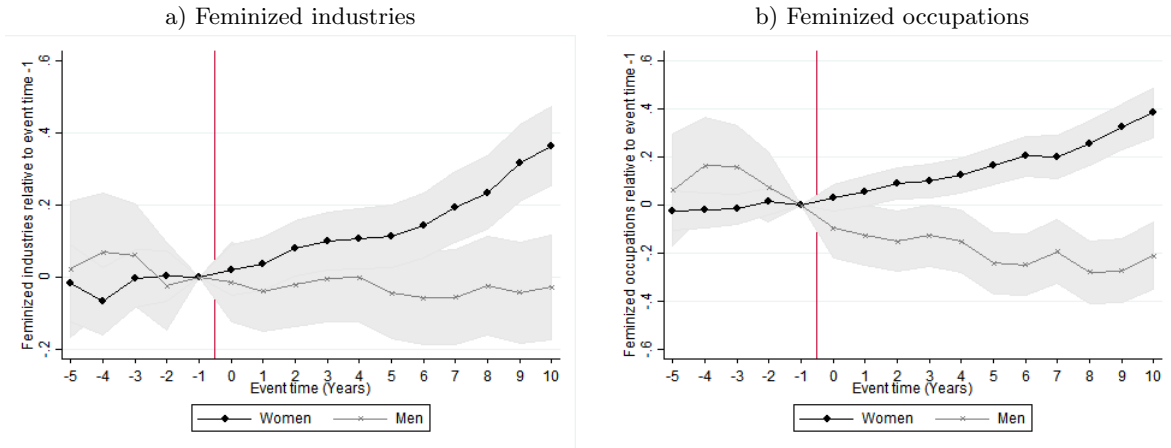 a) Feminized industries
Feminized industries relative to event time -1
.6
.4
.2
0
-.2
-5 -4 -3 -2 -1 0 1 2 3 4 5 6 7 8 9 10
Event time (Years)
Women Men
b) Feminized occupations
Feminized occupations relative to event time -1
.6
.4
.2
0
-.2
-.4
-.6
-5 -4 -3 -2 -1 0 1 2 3 4 5 6 7 8 9 10
Event time (Years)
Women Men